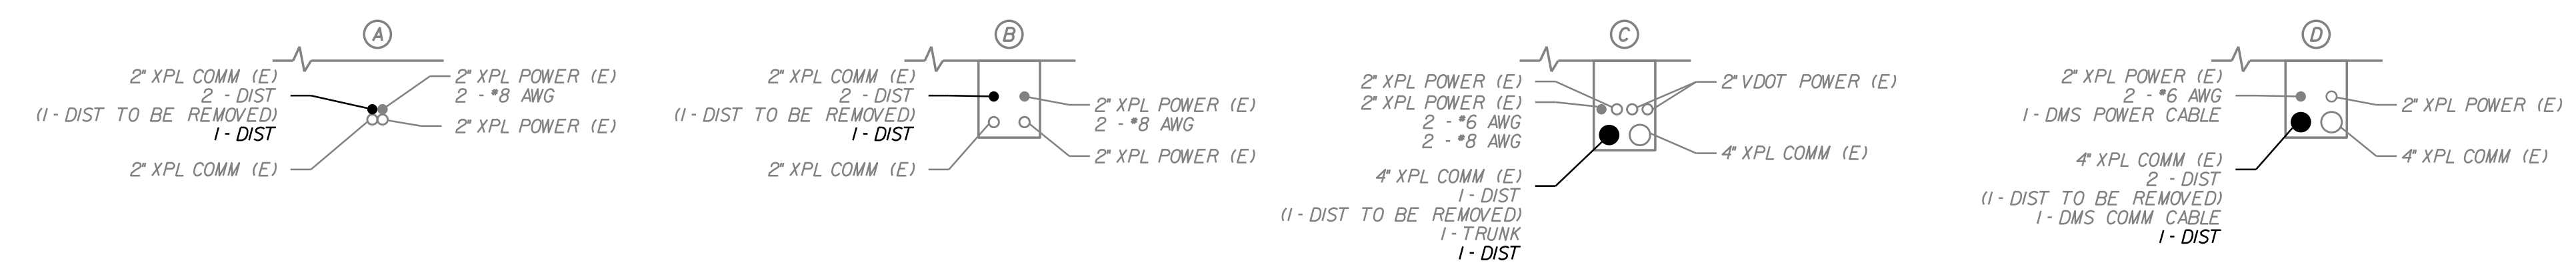 A
2" XPL COMM (E)
2 - DIST
(1 - DIST TO BE REMOVED)
1 - DIST
2" XPL COMM (E)
2" XPL POWER (E)
2 - #8 AWG
2" XPL POWER (E)
B
2" XPL COMM (E)
2 - DIST
(1 - DIST TO BE REMOVED)
1 - DIST
2" XPL COMM (E)
2" XPL POWER (E)
2 - #8 AWG
2" XPL POWER (E)
C
2" XPL POWER (E)
2" XPL POWER (E)
2 - #6 AWG
2 - #8 AWG
4" XPL COMM (E)
1 - DIST
(1 - DIST TO BE REMOVED)
1 - TRUNK
1 - DIST
2" VDOT POWER (E)
4" XPL COMM (E)
D
2" XPL POWER (E)
2 - #6 AWG
1 - DMS POWER CABLE
4" XPL COMM (E)
2 - DIST
(1 - DIST TO BE REMOVED)
1 - DMS COMM CABLE
1 - DIST
2" XPL POWER (E)
4" XPL COMM (E)